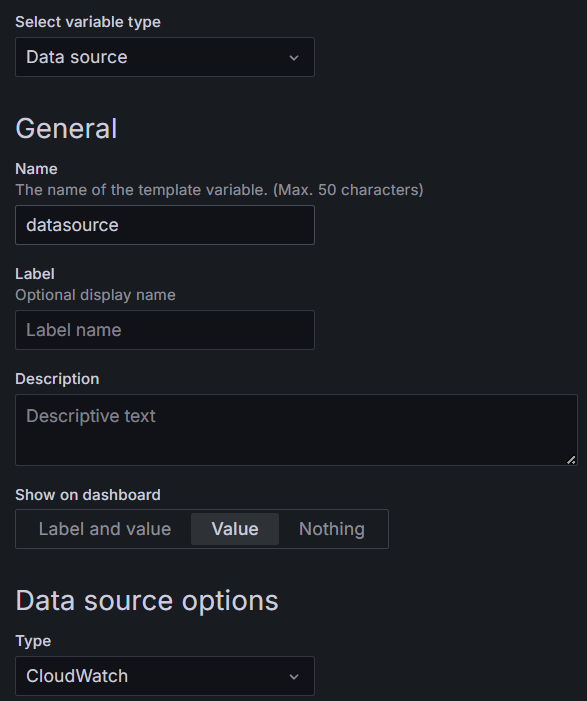 Select variable type
Data source
General
Name
The name of the template variable. (Max. 50 characters)
datasource
Label
Optional display name
Label name
Description
Descriptive text
Show on dashboard
Label and value Value Nothing
Data source options
Type
CloudWatch